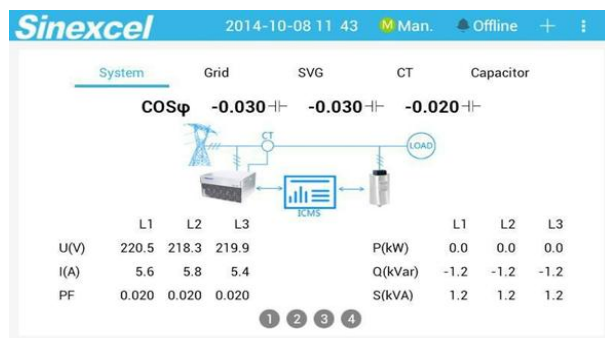 Sinexcel 2014-10-08 11 43 M Man. Offline
System Grid SVG CT Capacitor
COSφ -0.030 -0.030 -0.020
CT
LOAD
ICMS
L1 L2 L3
U(V) 220.5 218.3 219.9
I(A) 5.6 5.8 5.4
PF 0.020 0.020 0.020
L1 L2 L3
P(kW) 0.0 0.0 0.0
Q(kVar) -1.2 -1.2 -1.2
S(kVA) 1.2 1.2 1.2
1 2 3 4